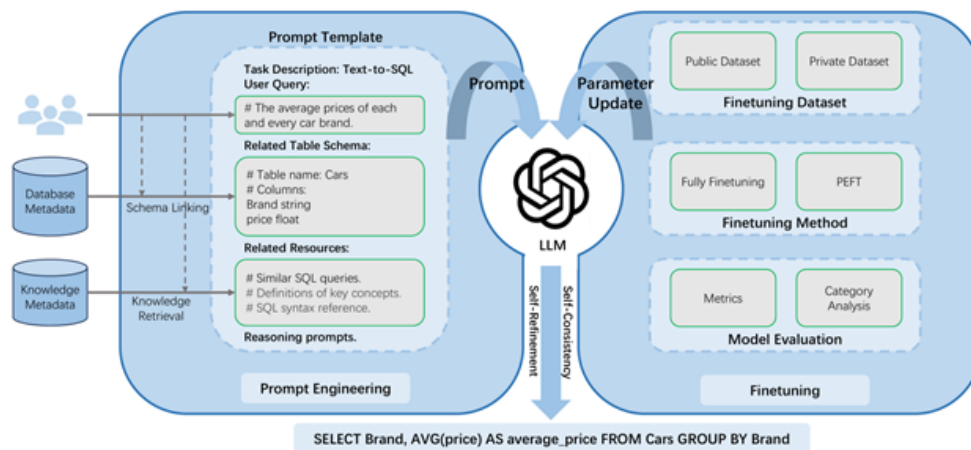 Prompt Template
Task Description: Text-to-SQL
User Query:
# The average prices of each
and every car brand.
Related Table Schema:
# Table name: Cars
# Columns:
Brand string
price float
Related Resources:
# Similar SQL queries.
# Definitions of key concepts.
# SQL syntax reference.
Reasoning prompts.
Prompt Engineering
Database
Metadata
Schema Linking
Knowledge
Metadata
Knowledge
Retrieval
Prompt
Parameter
Update
LLM
Self-Refinement
Self-Consistency
Public Dataset
Private Dataset
Finetuning Dataset
Fully Finetuning
PEFT
Finetuning Method
Metrics
Category
Analysis
Model Evaluation
Finetuning
SELECT Brand, AVG(price) AS average_price FROM Cars GROUP BY Brand